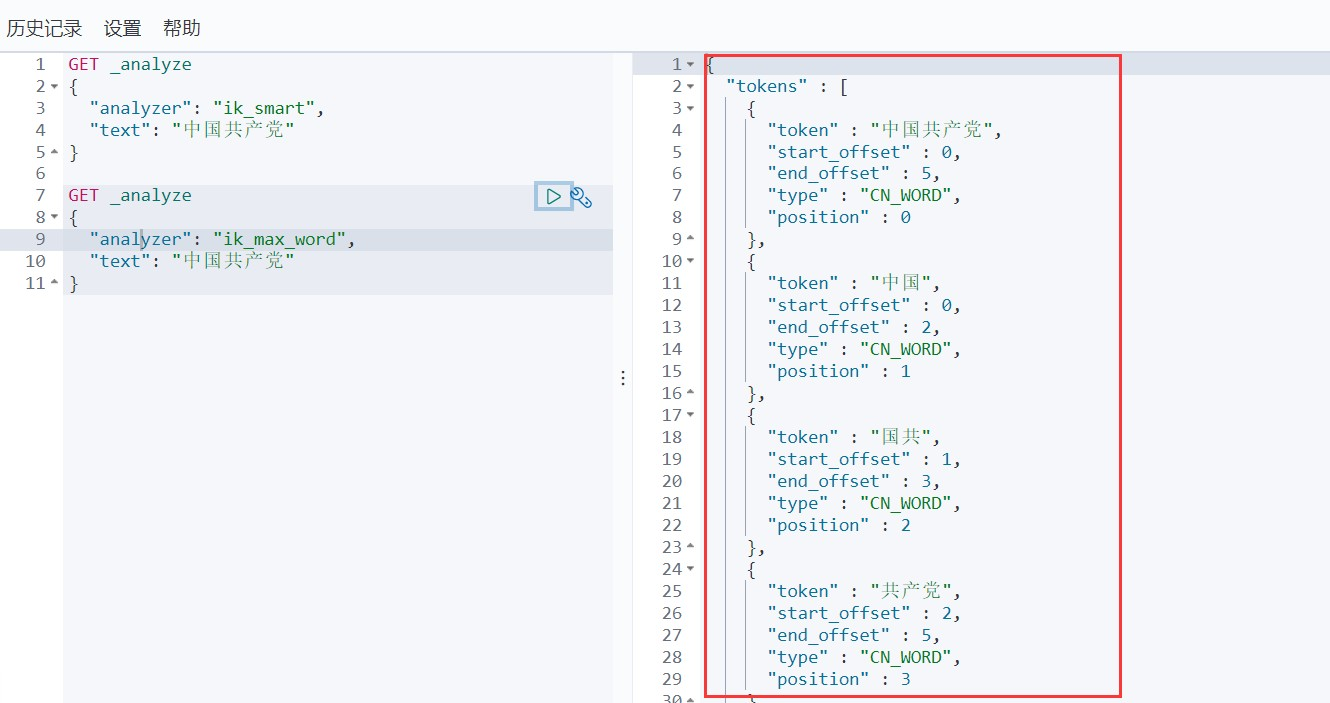 历史记录 设置 帮助
1 GET _analyze
2 {
3 "analyzer": "ik_smart",
4 "text": "中国共产党"
5 }
6
7 GET _analyze
8 {
9 "analyzer": "ik_max_word",
10 "text": "中国共产党"
11 }
1 {
2 "tokens" : [
3 {
4 "token" : "中国共产党",
5 "start_offset" : 0,
6 "end_offset" : 5,
7 "type" : "CN_WORD",
8 "position" : 0
9 },
10 {
11 "token" : "中国",
12 "start_offset" : 0,
13 "end_offset" : 2,
14 "type" : "CN_WORD",
15 "position" : 1
16 },
17 {
18 "token" : "国共",
19 "start_offset" : 1,
20 "end_offset" : 3,
21 "type" : "CN_WORD",
22 "position" : 2
23 },
24 {
25 "token" : "共产党",
26 "start_offset" : 2,
27 "end_offset" : 5,
28 "type" : "CN_WORD",
29 "position" : 3
30 }